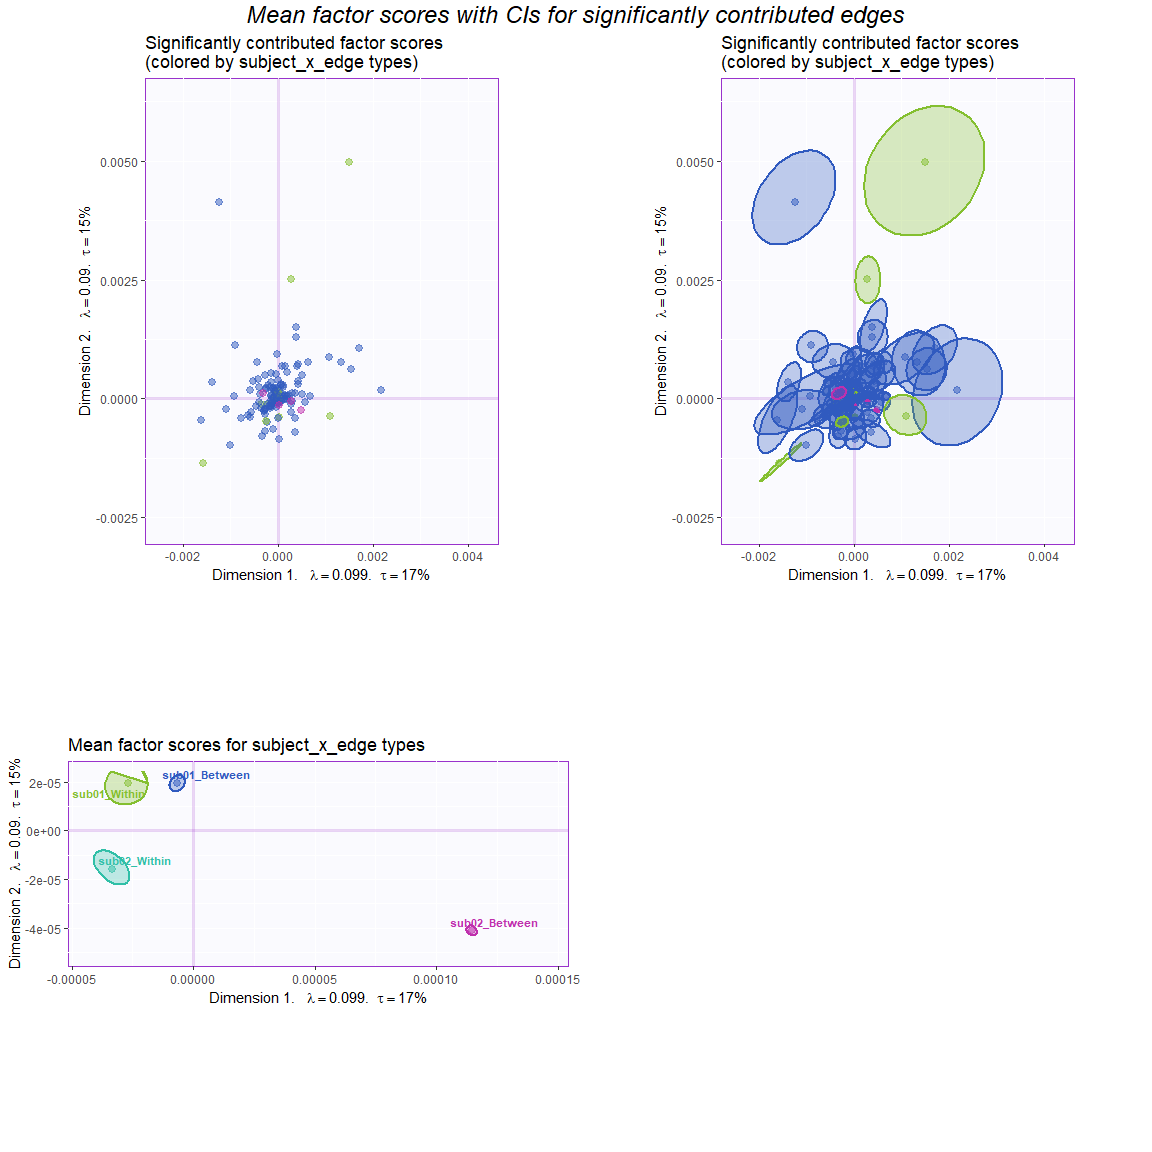 Mean factor scores with CIs for significantly contributed edges
Significantly contributed factor scores
(colored by subject_x_edge types)
Dimension 2.   λ = 0.09.   τ = 15%
0.0050
0.0025
0.0000
-0.0025
-0.002
0.000
0.002
0.004
Dimension 1.   λ = 0.099.   τ = 17%
Significantly contributed factor scores
(colored by subject_x_edge types)
Dimension 2.   λ = 0.09.   τ = 15%
0.0050
0.0025
0.0000
-0.0025
-0.002
0.000
0.002
0.004
Dimension 1.   λ = 0.099.   τ = 17%
Mean factor scores for subject_x_edge types
Dimension 2.   λ = 0.09.   τ = 15%
2e-05
0e+00
-2e-05
-4e-05
sub01_Between
sub01_Within
sub02_Within
sub02_Between
-0.00005
0.00000
0.00005
0.00010
0.00015
Dimension 1.   λ = 0.099.   τ = 17%